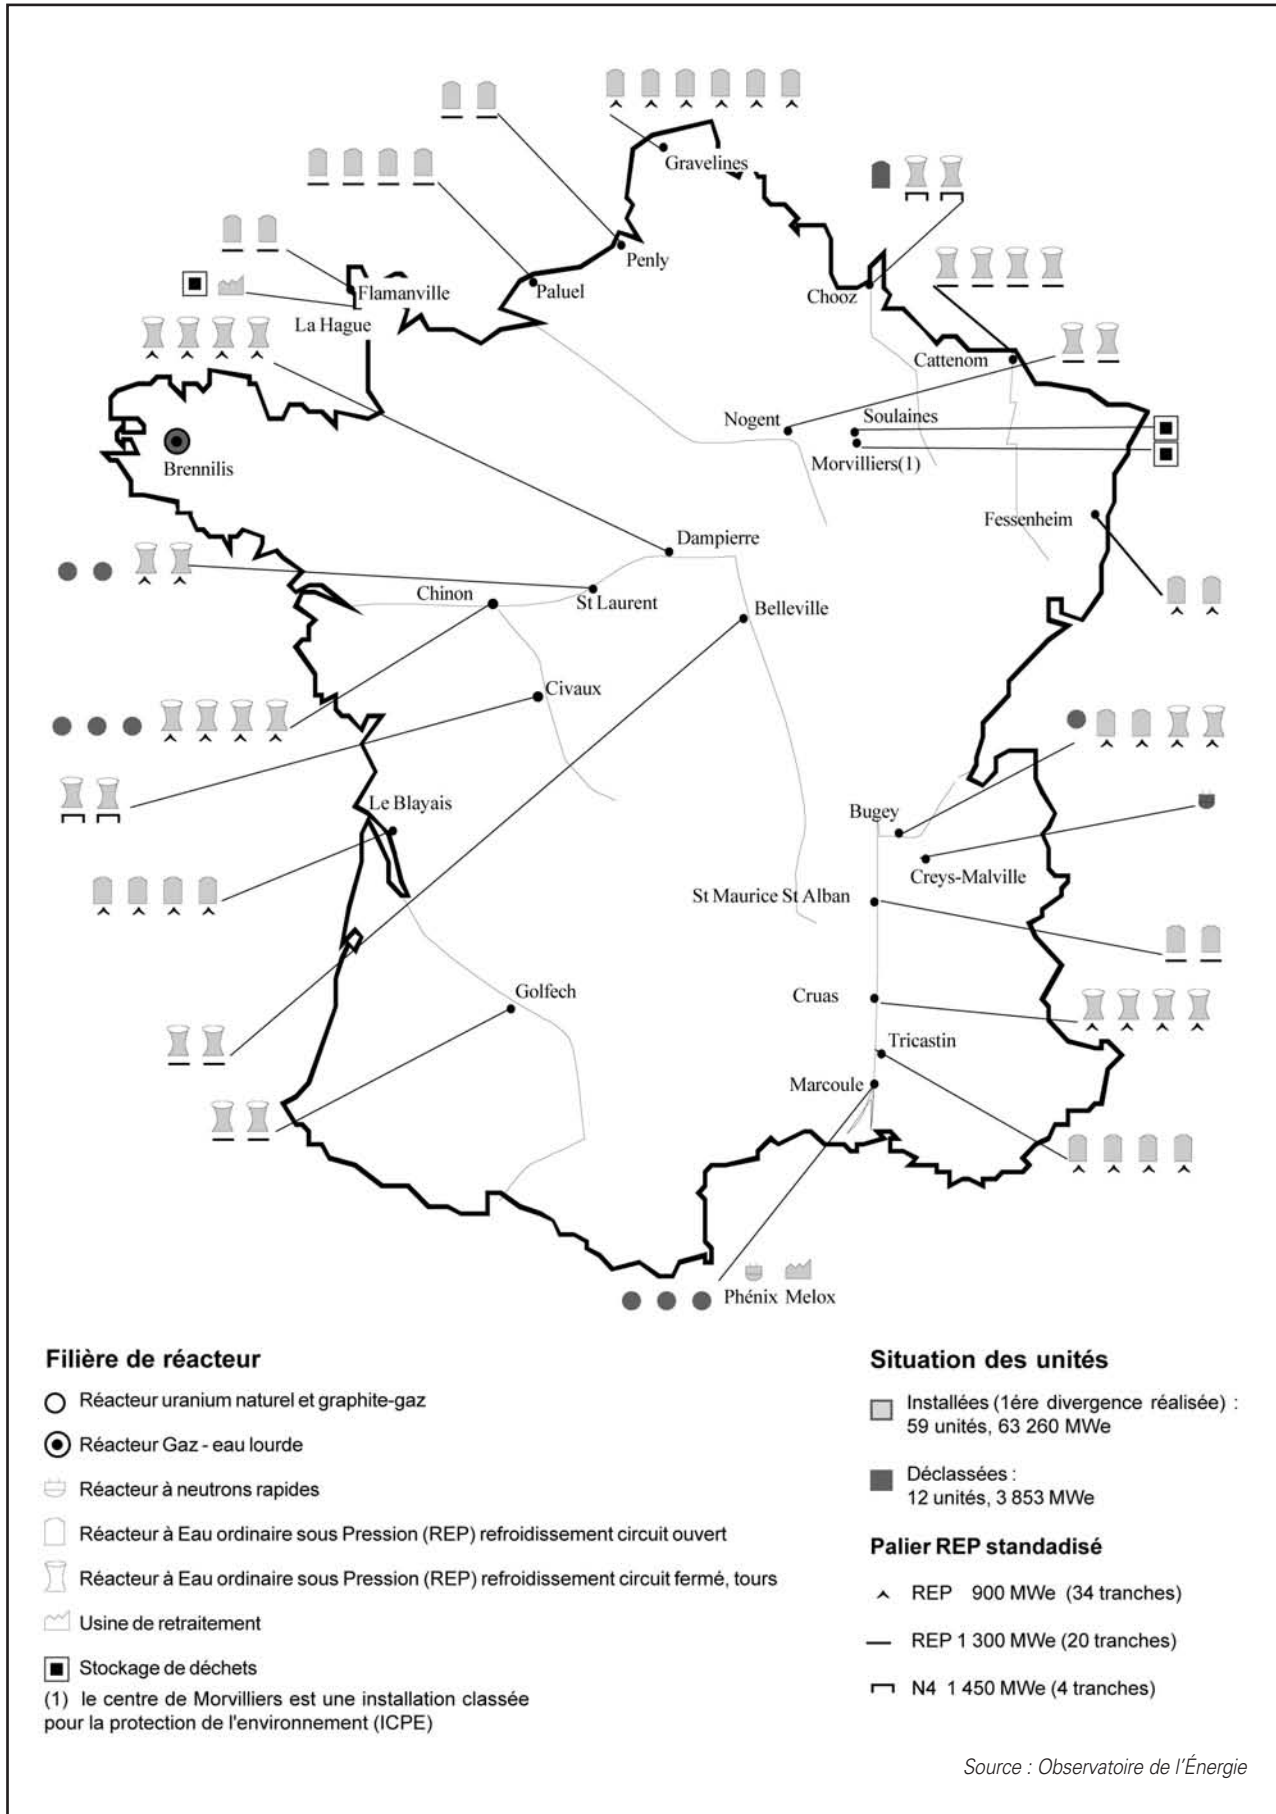 Gravelines
Penly
Paluel
Chooz
Flamanville
La Hague
Cattenom
Nogent
Soulaines
Morvilliers(1)
Brennilis
Fessenheim
Dampierre
Chinon
St Laurent
Belleville
Civaux
Le Blayais
Bugey
Creys-Malville
St Maurice St Alban
Golfech
Cruas
Tricastin
Marcoule
Phénix Melox
Filière de réacteur
Réacteur uranium naturel et graphite-gaz
Réacteur Gaz - eau lourde
Réacteur à neutrons rapides
Réacteur à Eau ordinaire sous Pression (REP) refroidissement circuit ouvert
Réacteur à Eau ordinaire sous Pression (REP) refroidissement circuit fermé, tours
Usine de retraitement
Stockage de déchets
(1) le centre de Morvilliers est une installation classée
pour la protection de l'environnement (ICPE)
Situation des unités
Installées (1ére divergence réalisée) :
59 unités, 63 260 MWe
Déclassées :
12 unités, 3 853 MWe
Palier REP standadisé
REP 900 MWe (34 tranches)
REP 1 300 MWe (20 tranches)
N4 1 450 MWe (4 tranches)
Source : Observatoire de l'Énergie